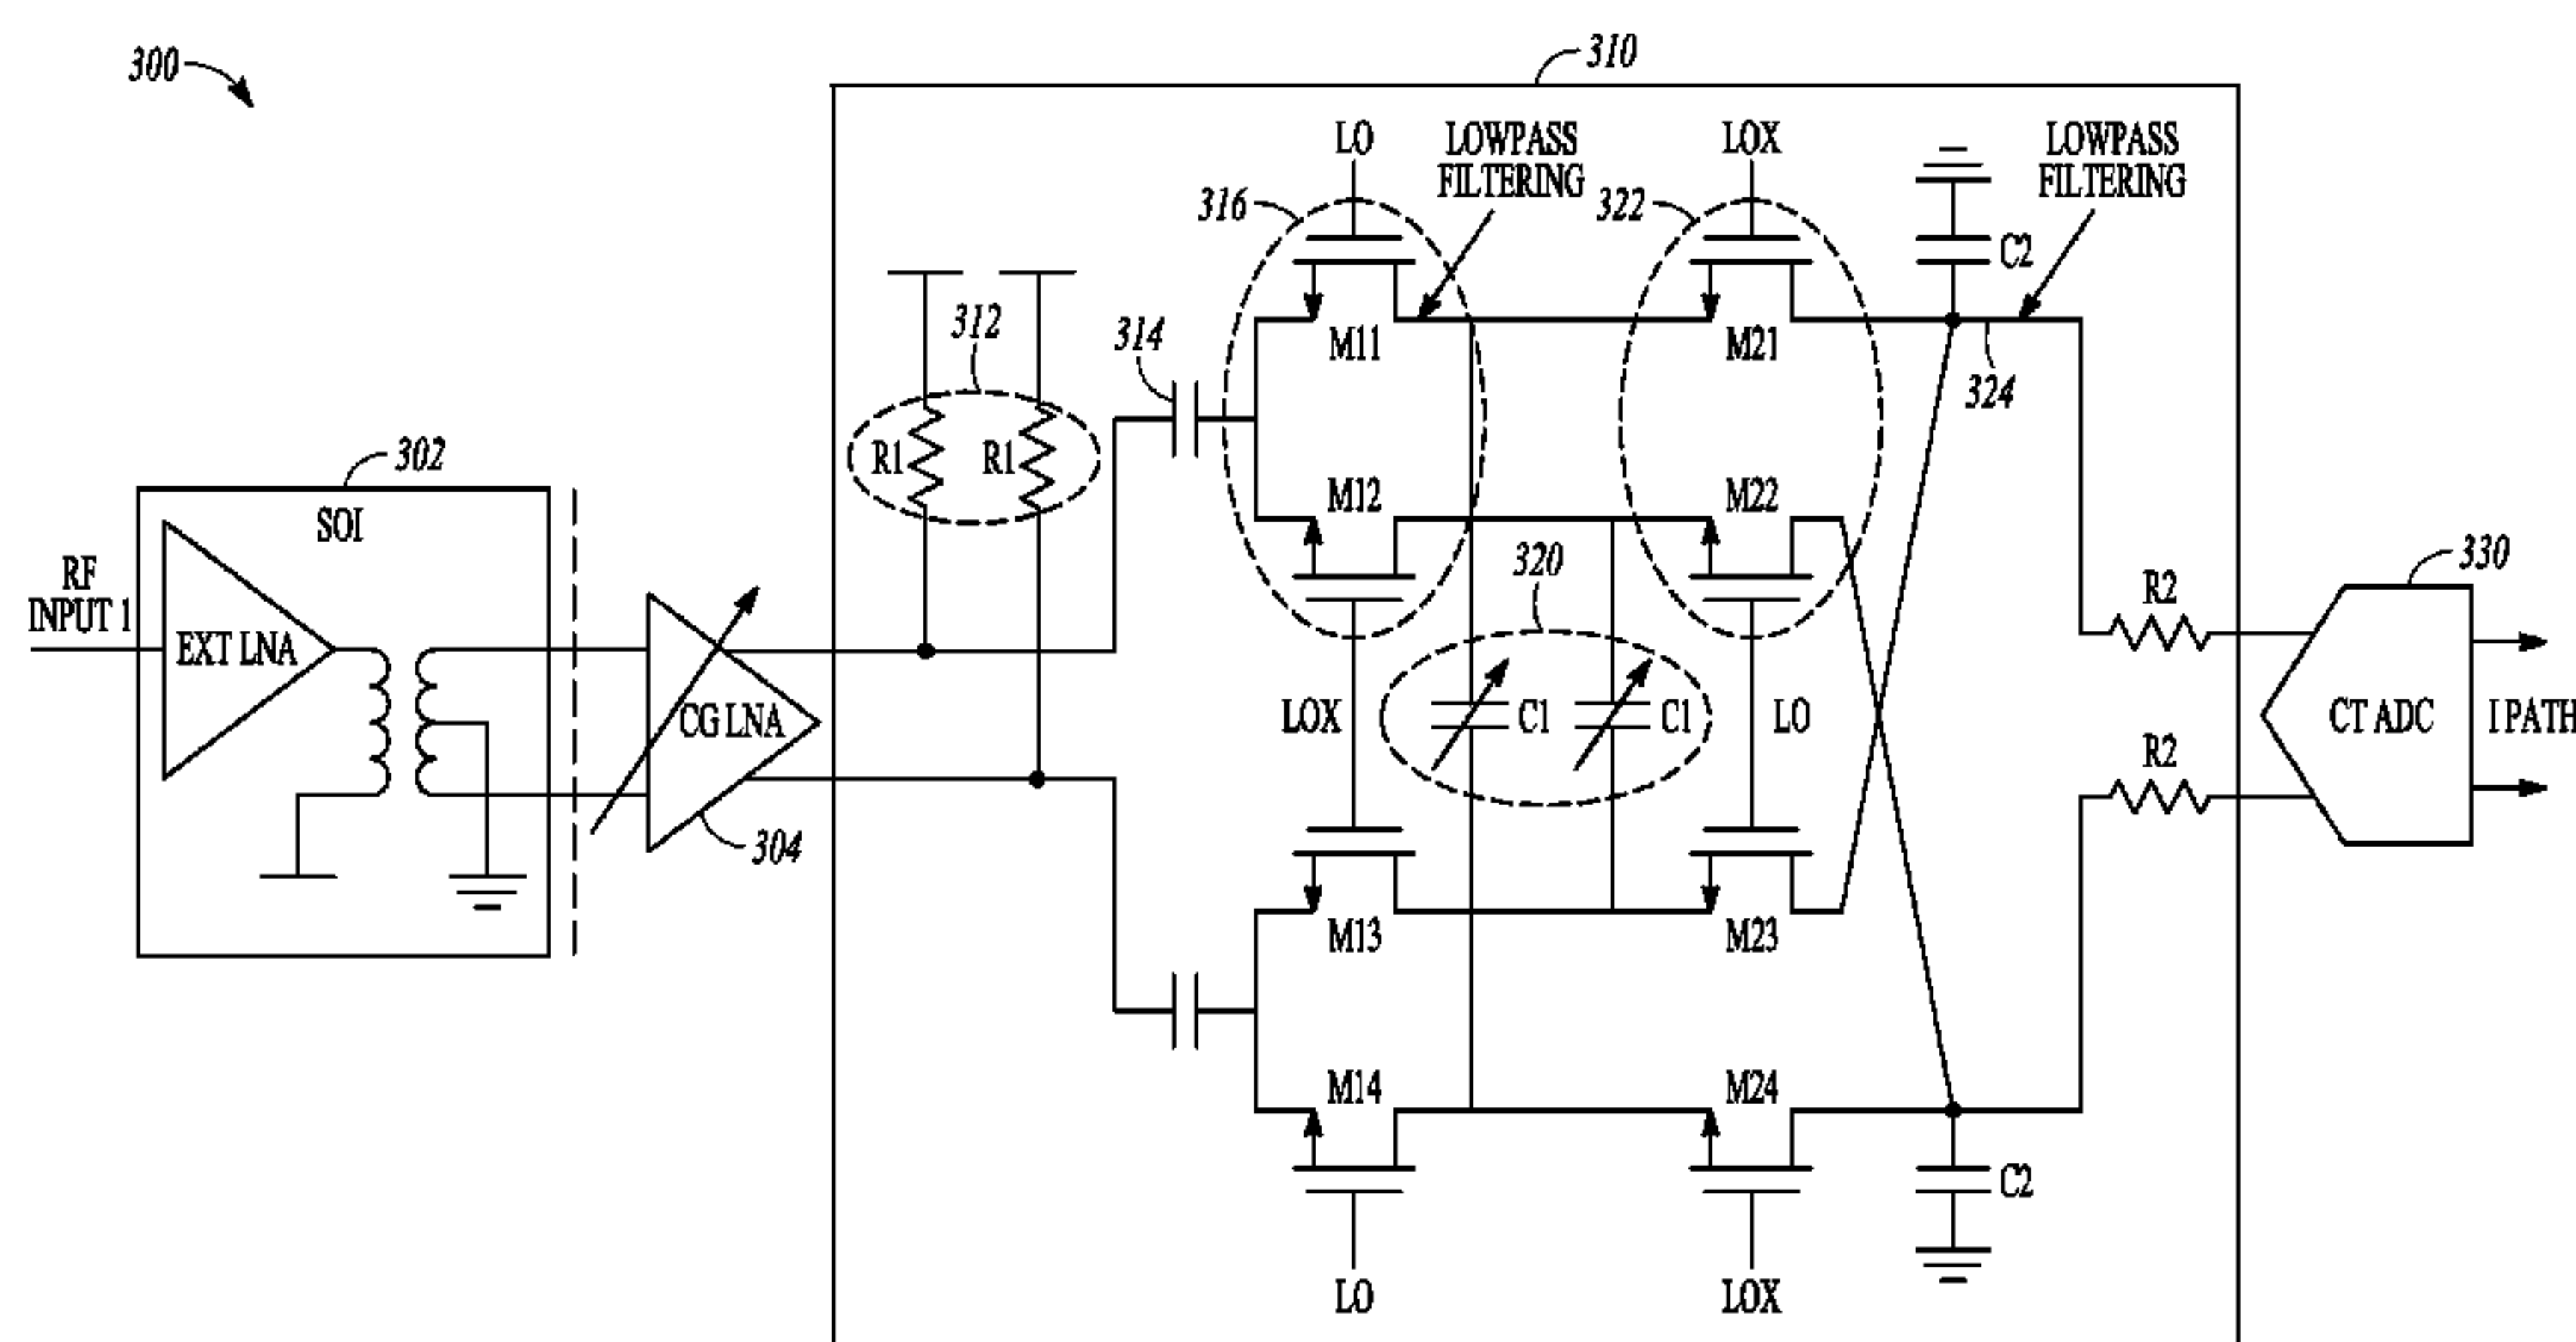 300
310
LO
LOWPASS
FILTERING
LOX
LOWPASS
FILTERING
316
322
C2
312
314
M11
M21
324
R1
R1
302
SOI
M12
M22
320
330
RF
INPUT 1
EXT LNA
R2
CG LNA
LOX
C1
C1
LO
CT ADC
I PATH
R2
304
M13
M23
M14
M24
C2
LO
LOX